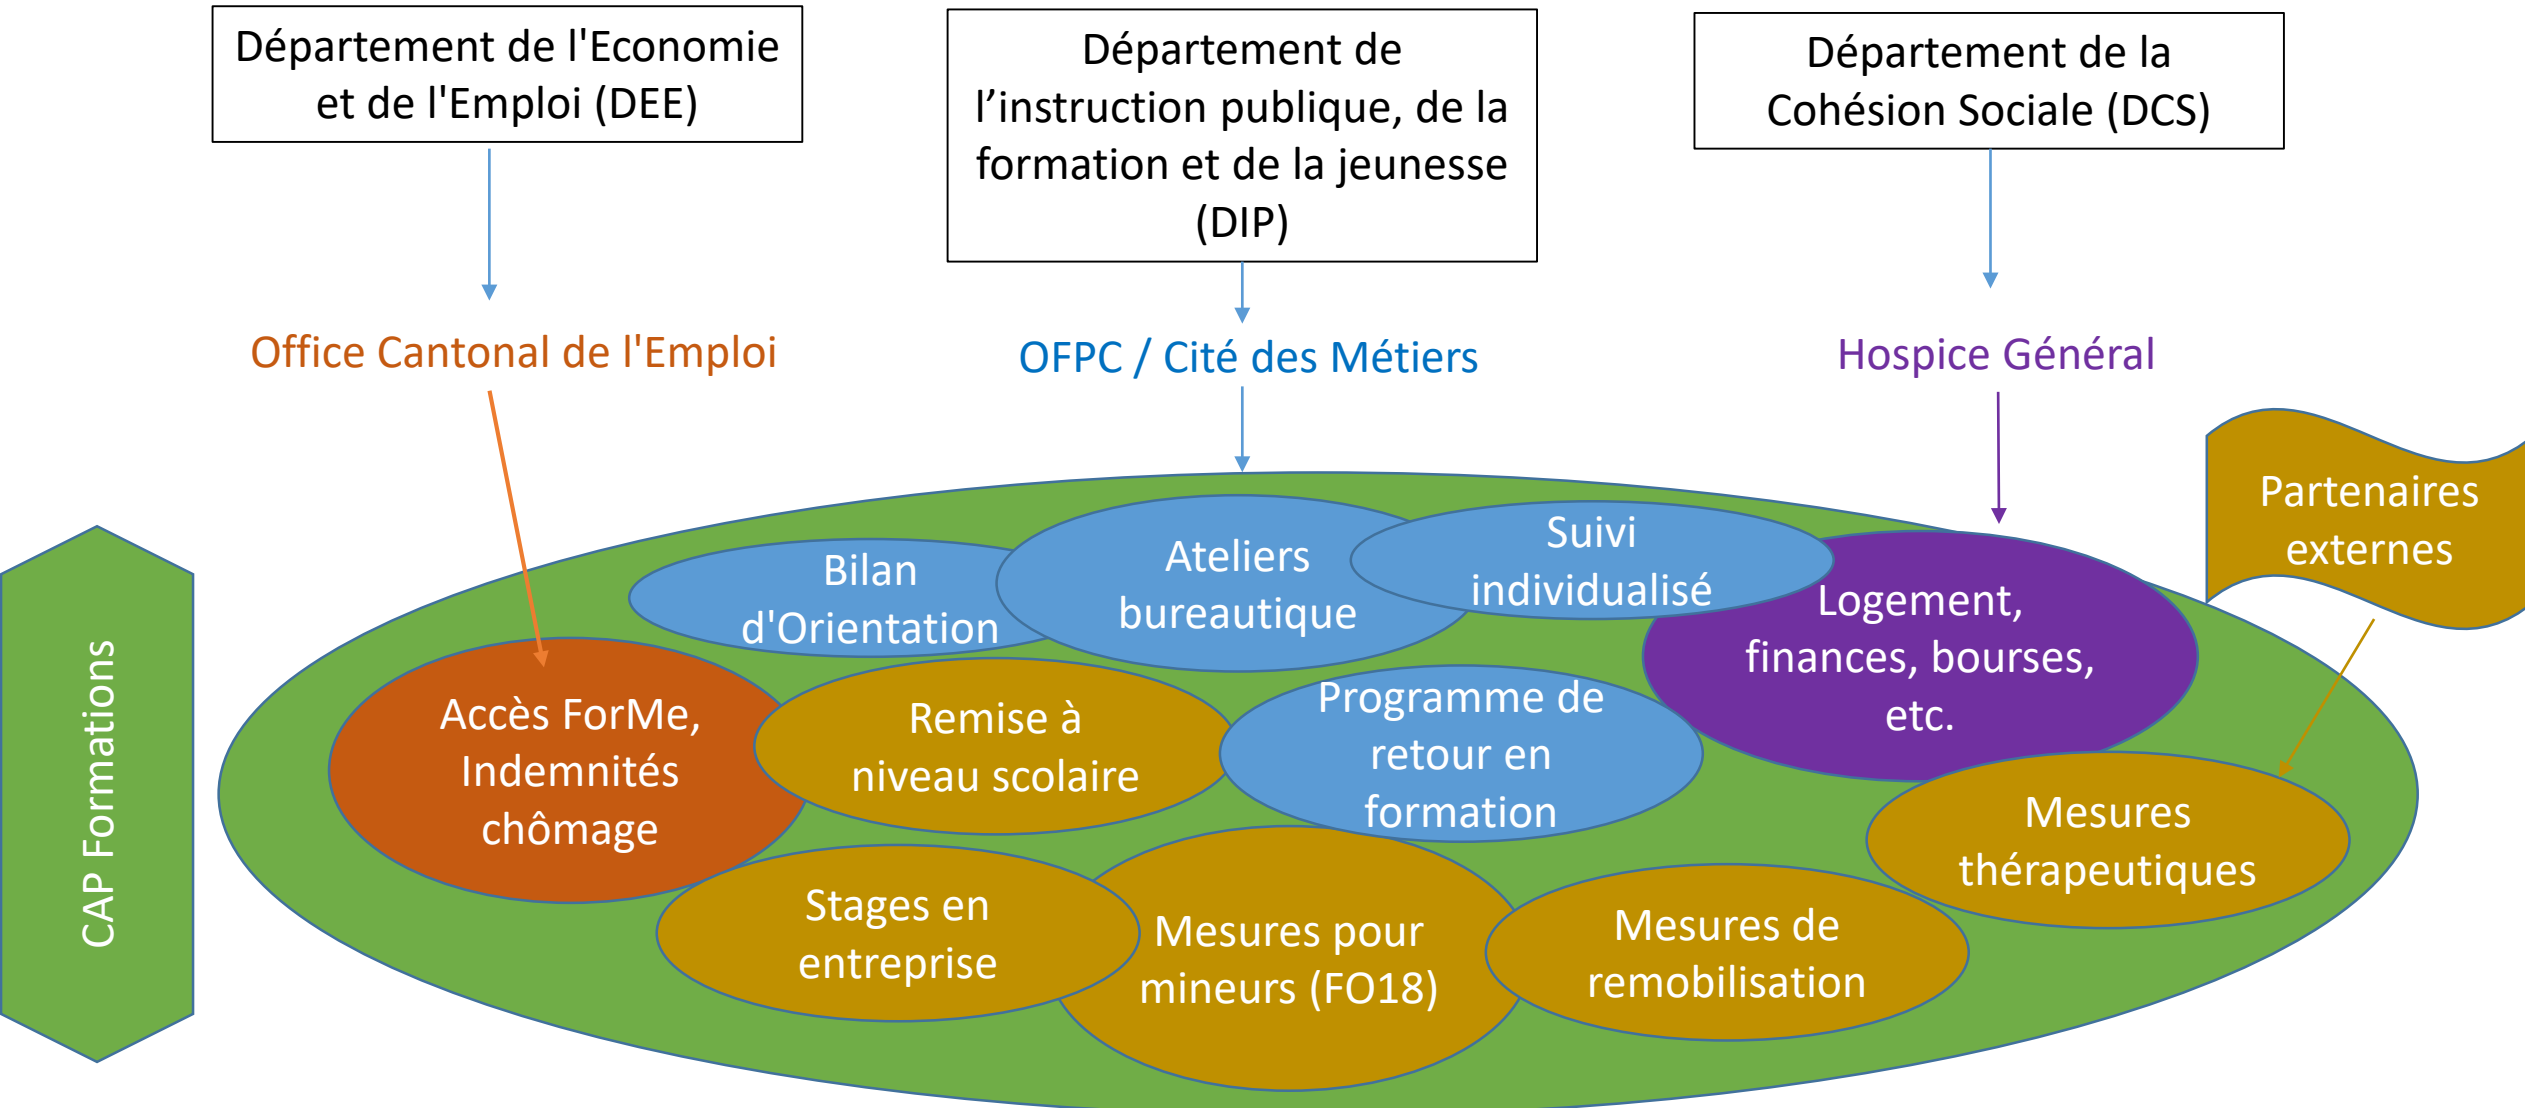 Département de l'Economie
et de l'Emploi (DEE)
Département de
l’instruction publique, de la
formation et de la jeunesse
(DIP)
Département de la
Cohésion Sociale (DCS)
Office Cantonal de l'Emploi
OFPC / Cité des Métiers
Hospice Général
Partenaires
externes
CAP Formations
Bilan
d'Orientation
Ateliers
bureautique
Suivi
individualisé
Logement,
finances, bourses,
etc.
Accès ForMe,
Indemnités
chômage
Remise à
niveau scolaire
Programme de
retour en
formation
Mesures
thérapeutiques
Stages en
entreprise
Mesures pour
mineurs (FO18)
Mesures de
remobilisation